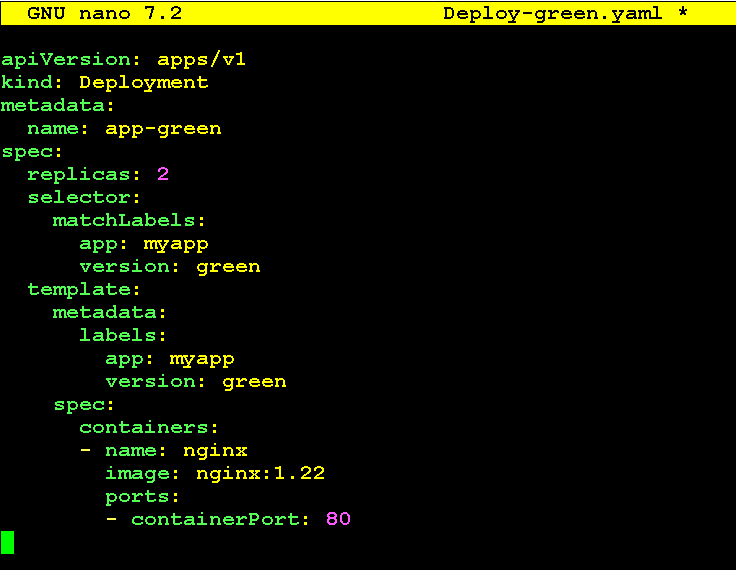 GNU nano 7.2 Deploy-green.yaml *
apiVersion: apps/v1
kind: Deployment
metadata:
  name: app-green
spec:
  replicas: 2
  selector:
    matchLabels:
      app: myapp
      version: green
  template:
    metadata:
      labels:
        app: myapp
        version: green
    spec:
      containers:
      - name: nginx
        image: nginx:1.22
        ports:
        - containerPort: 80